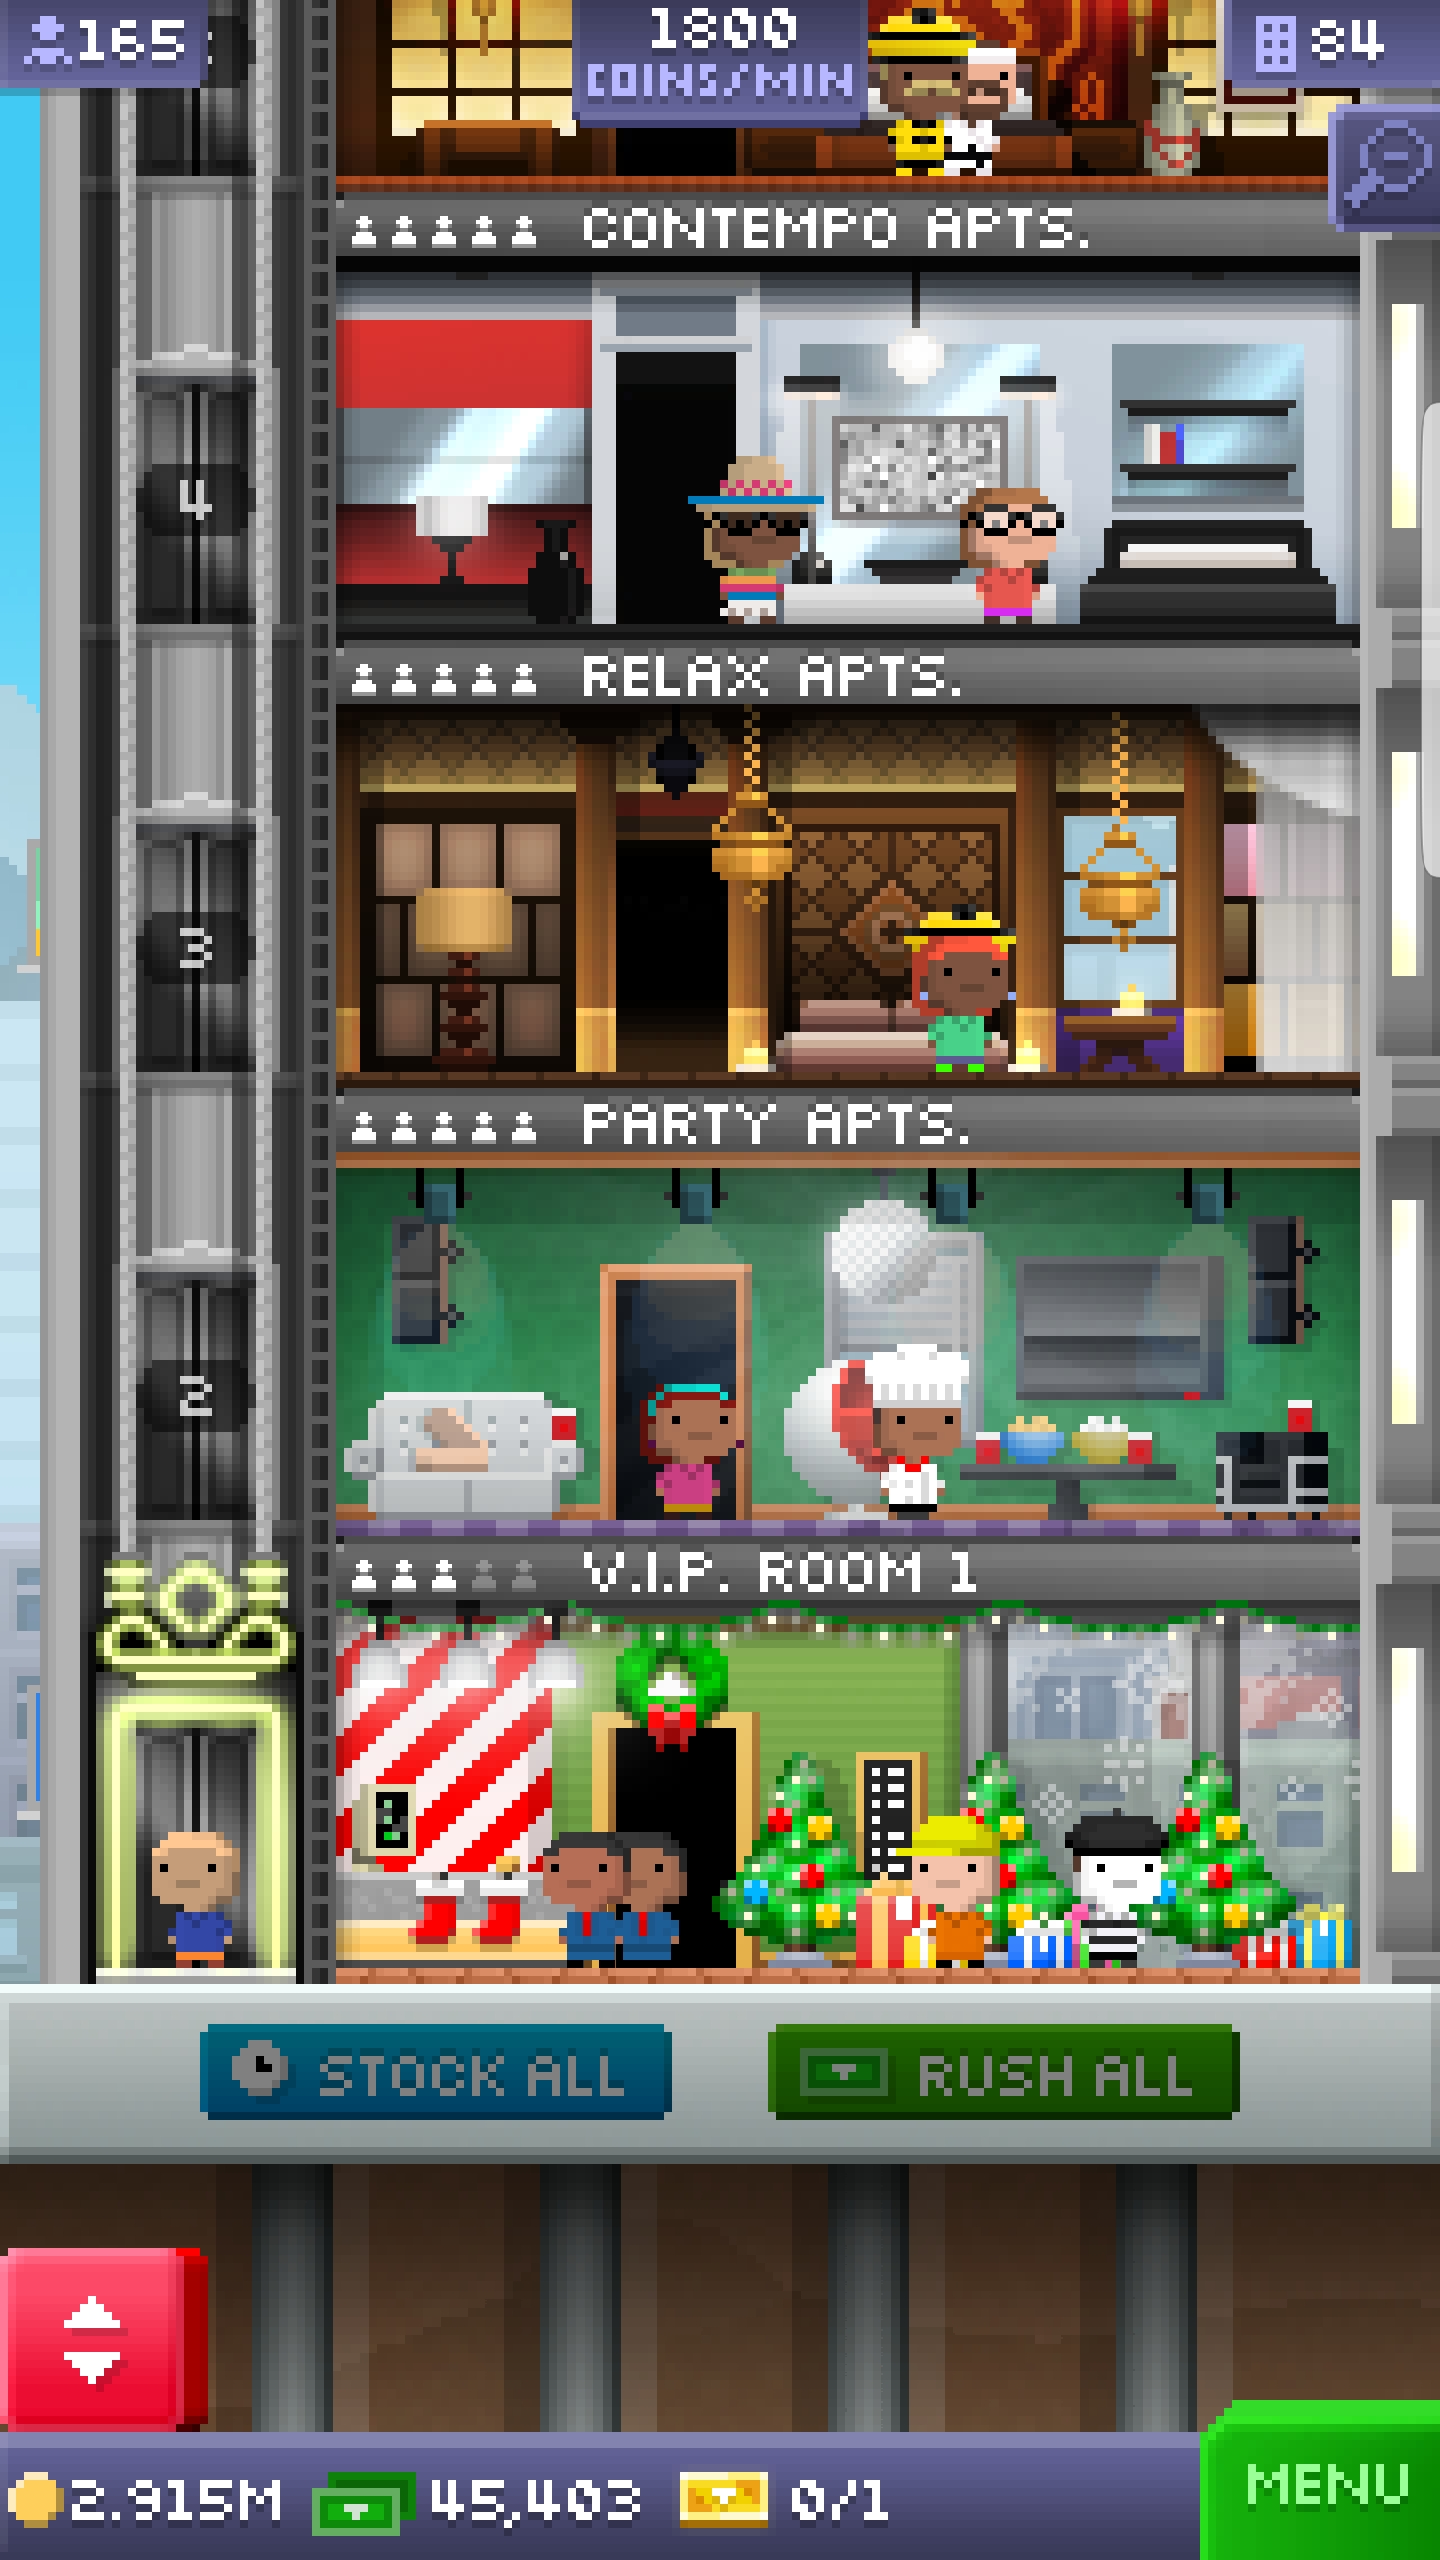 165
1800
COINS/MIN
84
CONTEMPO APTS.
4
RELAX APTS.
3
PARTY APTS.
2
V.I.P. ROOM 1
STOCK ALL
RUSH ALL
2.915M
45,403
0/1
MENU